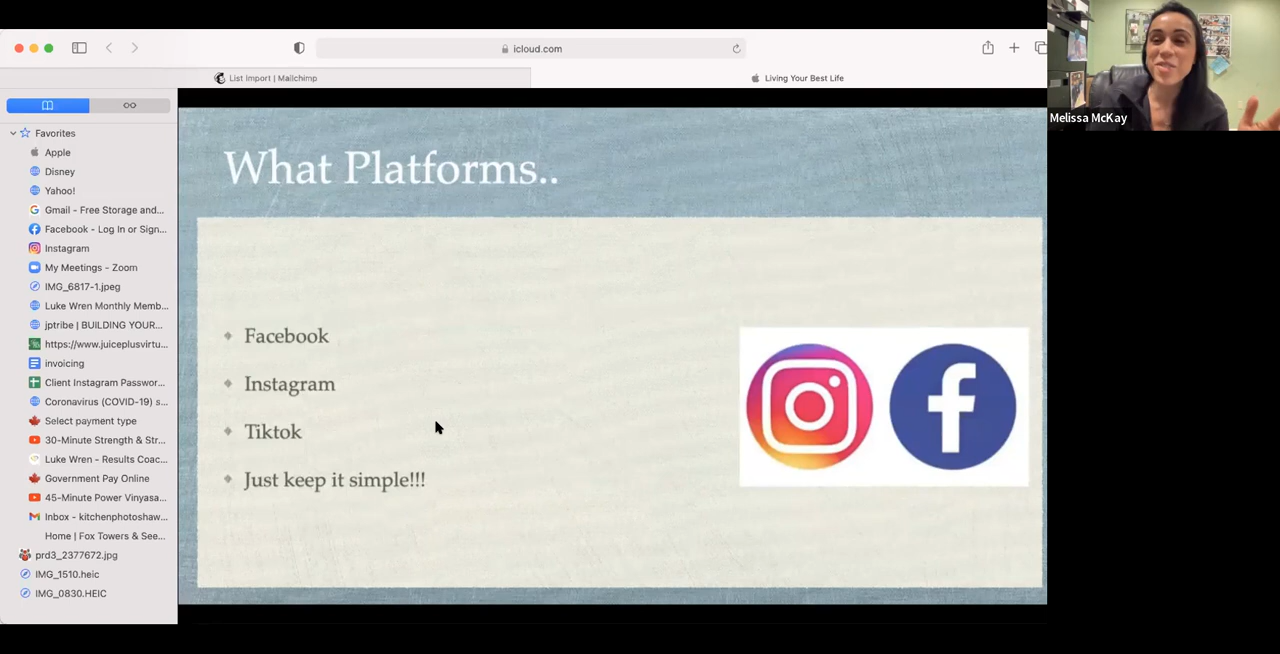 icloud.com
List Import | Mailchimp
Living Your Best Life
Melissa McKay
Favorites
Apple
Disney
Yahoo!
Gmail - Free Storage and...
Facebook - Log In or Sign...
Instagram
My Meetings - Zoom
IMG_6817-1.jpeg
Luke Wren Monthly Memb...
jptribe | BUILDING YOUR...
https://www.juiceplusvirtu...
invoicing
Client Instagram Passwor...
Coronavirus (COVID-19) s...
Select payment type
30-Minute Strength & Str...
Luke Wren - Results Coac...
Government Pay Online
45-Minute Power Vinyasa...
Inbox - kitchenphotoshaw...
Home | Fox Towers & See...
prd3_2377672.jpg
IMG_1510.heic
IMG_0830.HEIC
What Platforms..
Facebook
Instagram
Tiktok
Just keep it simple!!!